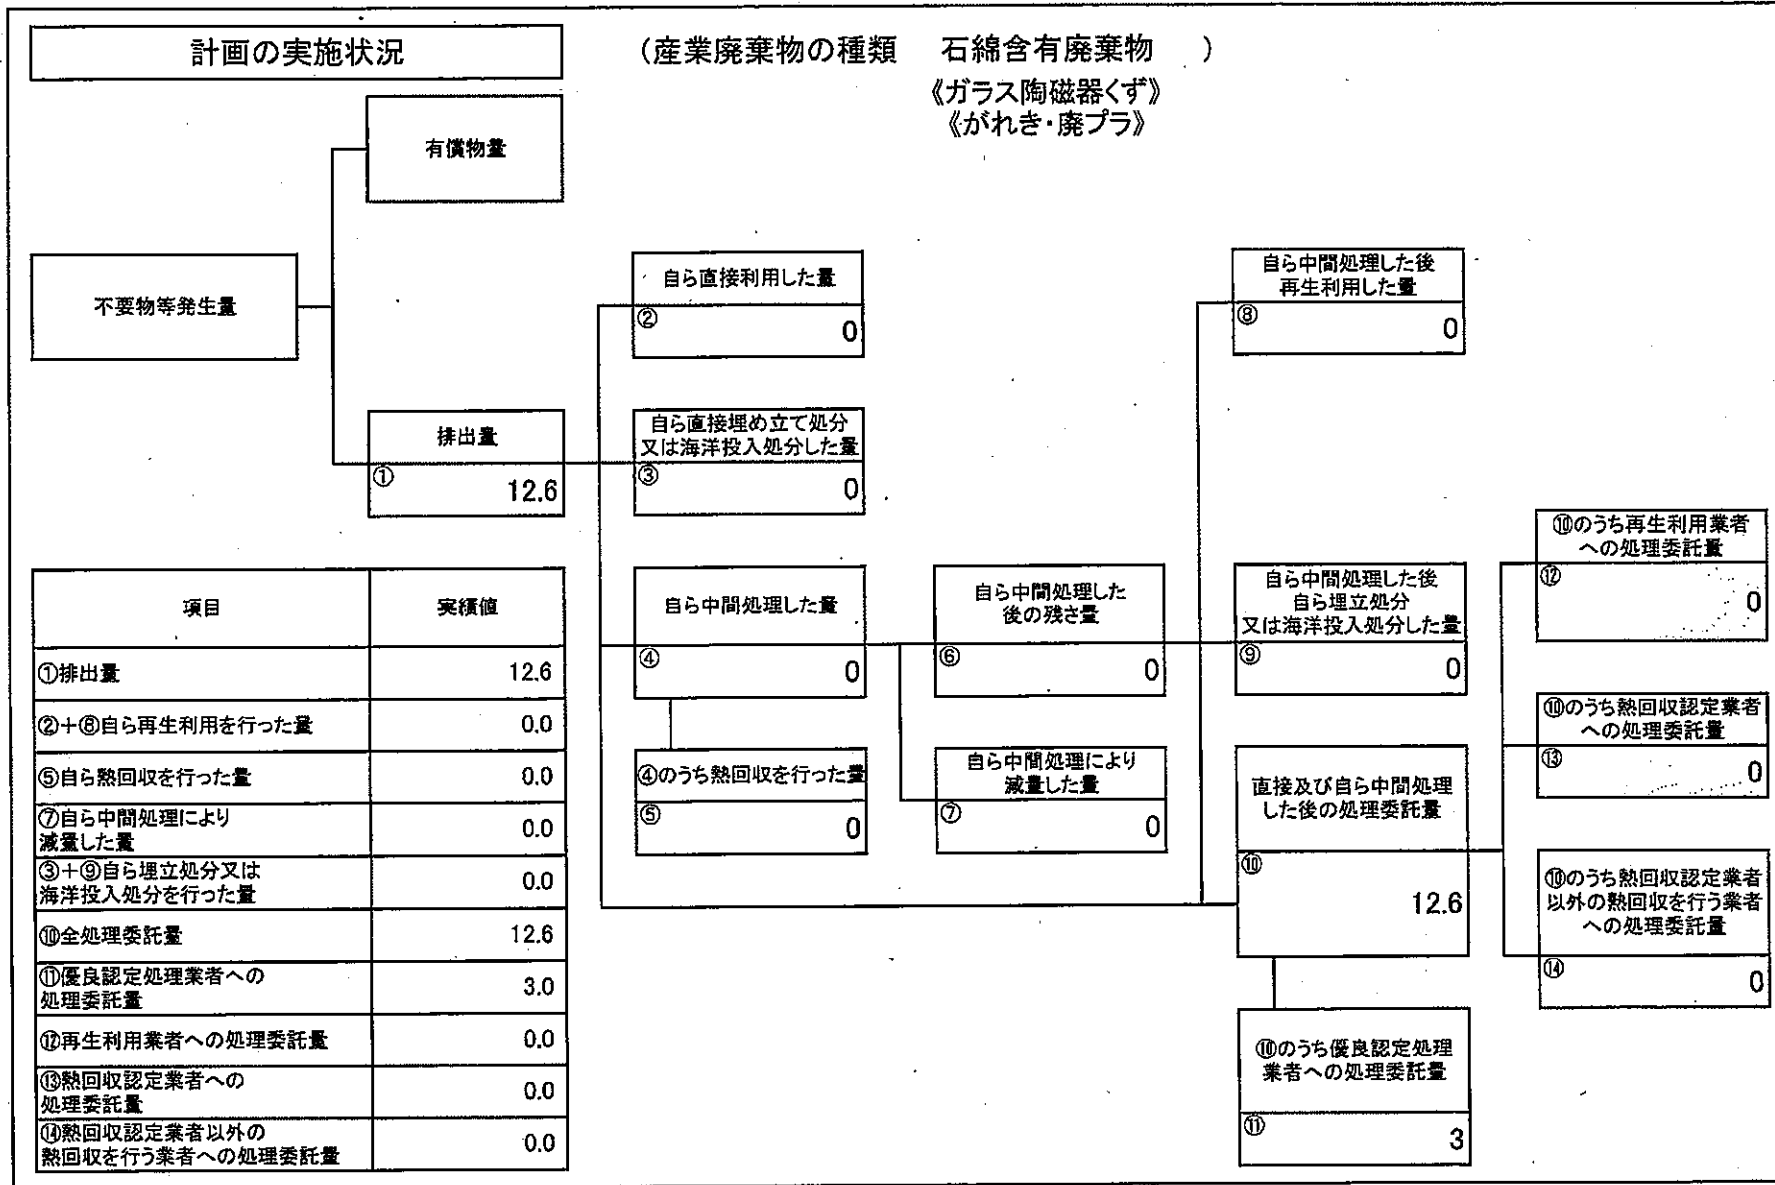 計画の実施状況
(産業廃棄物の種類 石綿含有廃棄物 )
《ガラス陶磁器くず》
《がれき・廃プラ》
有償物量
不要物等発生量
排出量
① 12.6
自ら直接利用した量
② 0
自ら直接埋め立て処分
又は海洋投入処分した量
③ 0
自ら中間処理した量
④ 0
④のうち熱回収を行った量
⑤ 0
自ら中間処理した
後の残さ量
⑥ 0
自ら中間処理により
減量した量
⑦ 0
自ら中間処理した後
再生利用した量
⑧ 0
自ら中間処理した後
自ら埋立処分
又は海洋投入処分した量
⑨ 0
直接及び自ら中間処理
した後の処理委託量
⑩ 12.6
⑩のうち優良認定処理
業者への処理委託量
⑪ 3
⑩のうち再生利用業者
への処理委託量
⑫ 0
⑩のうち熱回収認定業者
への処理委託量
⑬ 0
⑩のうち熱回収認定業者
以外の熱回収を行う業者
への処理委託量
⑭ 0
項目 実績値
①排出量 12.6
②+⑧自ら再生利用を行った量 0.0
⑤自ら熱回収を行った量 0.0
⑦自ら中間処理により
減量した量 0.0
③+⑨自ら埋立処分又は
海洋投入処分を行った量 0.0
⑩全処理委託量 12.6
⑪優良認定処理業者への
処理委託量 3.0
⑫再生利用業者への処理委託量 0.0
⑬熱回収認定業者への
処理委託量 0.0
⑭熱回収認定業者以外の
熱回収を行う業者への処理委託量 0.0